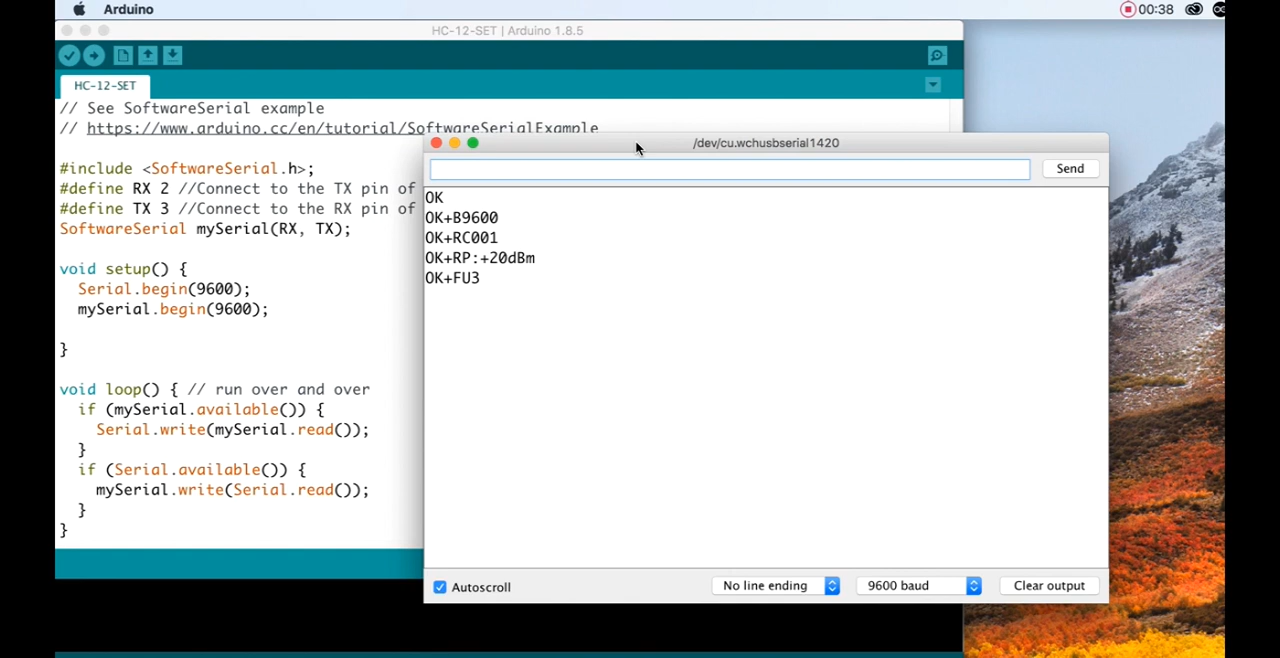 Arduino
00:38
HC-12-SET | Arduino 1.8.5
HC-12-SET
// See SoftwareSerial example
// https://www.arduino.cc/en/tutorial/SoftwareSerialExample
#include <SoftwareSerial.h>;
#define RX 2 //Connect to the TX pin of
#define TX 3 //Connect to the RX pin of
SoftwareSerial mySerial(RX, TX);
void setup() {
Serial.begin(9600);
mySerial.begin(9600);
}
void loop() { // run over and over
if (mySerial.available()) {
Serial.write(mySerial.read());
}
if (Serial.available()) {
mySerial.write(Serial.read());
}
}
/dev/cu.wchusbserial1420
Send
OK
OK+B9600
OK+RC001
OK+RP:+20dBm
OK+FU3
Autoscroll
No line ending
9600 baud
Clear output